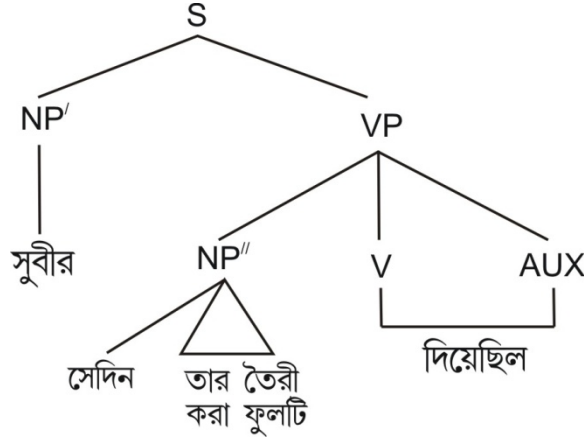 S
NP′
VP
সুবীর
NP″
V
AUX
সেদিন
তার তৈরী
করা ফুলটি
দিয়েছিল